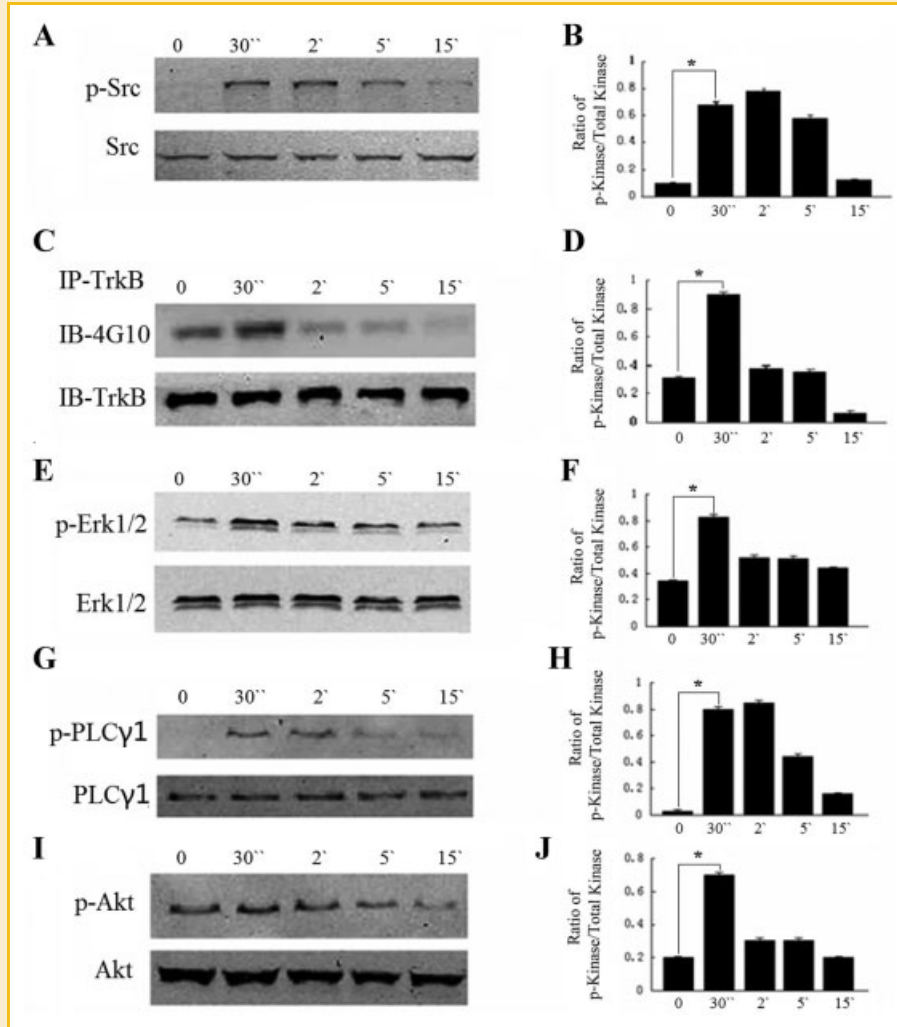 A
0 30`` 2` 5` 15`
p-Src
Src
B
Ratio of
p-Kinase/Total Kinase
*
1
0.8
0.6
0.4
0.2
0
0 30`` 2` 5` 15`
C
IP-TrkB
0 30`` 2` 5` 15`
IB-4G10
IB-TrkB
D
Ratio of
p-Kinase/Total Kinase
*
1
0.8
0.6
0.4
0.2
0
0 30`` 2` 5` 15`
E
0 30`` 2` 5` 15`
p-Erk1/2
Erk1/2
F
Ratio of
p-Kinase/Total Kinase
*
1
0.8
0.6
0.4
0.2
0
0 30`` 2` 5` 15`
G
0 30`` 2` 5` 15`
p-PLCγ1
PLCγ1
H
Ratio of
p-Kinase/Total Kinase
*
1
0.8
0.6
0.4
0.2
0
0 30`` 2` 5` 15`
I
0 30`` 2` 5` 15`
p-Akt
Akt
J
Ratio of
p-Kinase/Total Kinase
*
0.8
0.6
0.4
0.2
0
0 30`` 2` 5` 15`